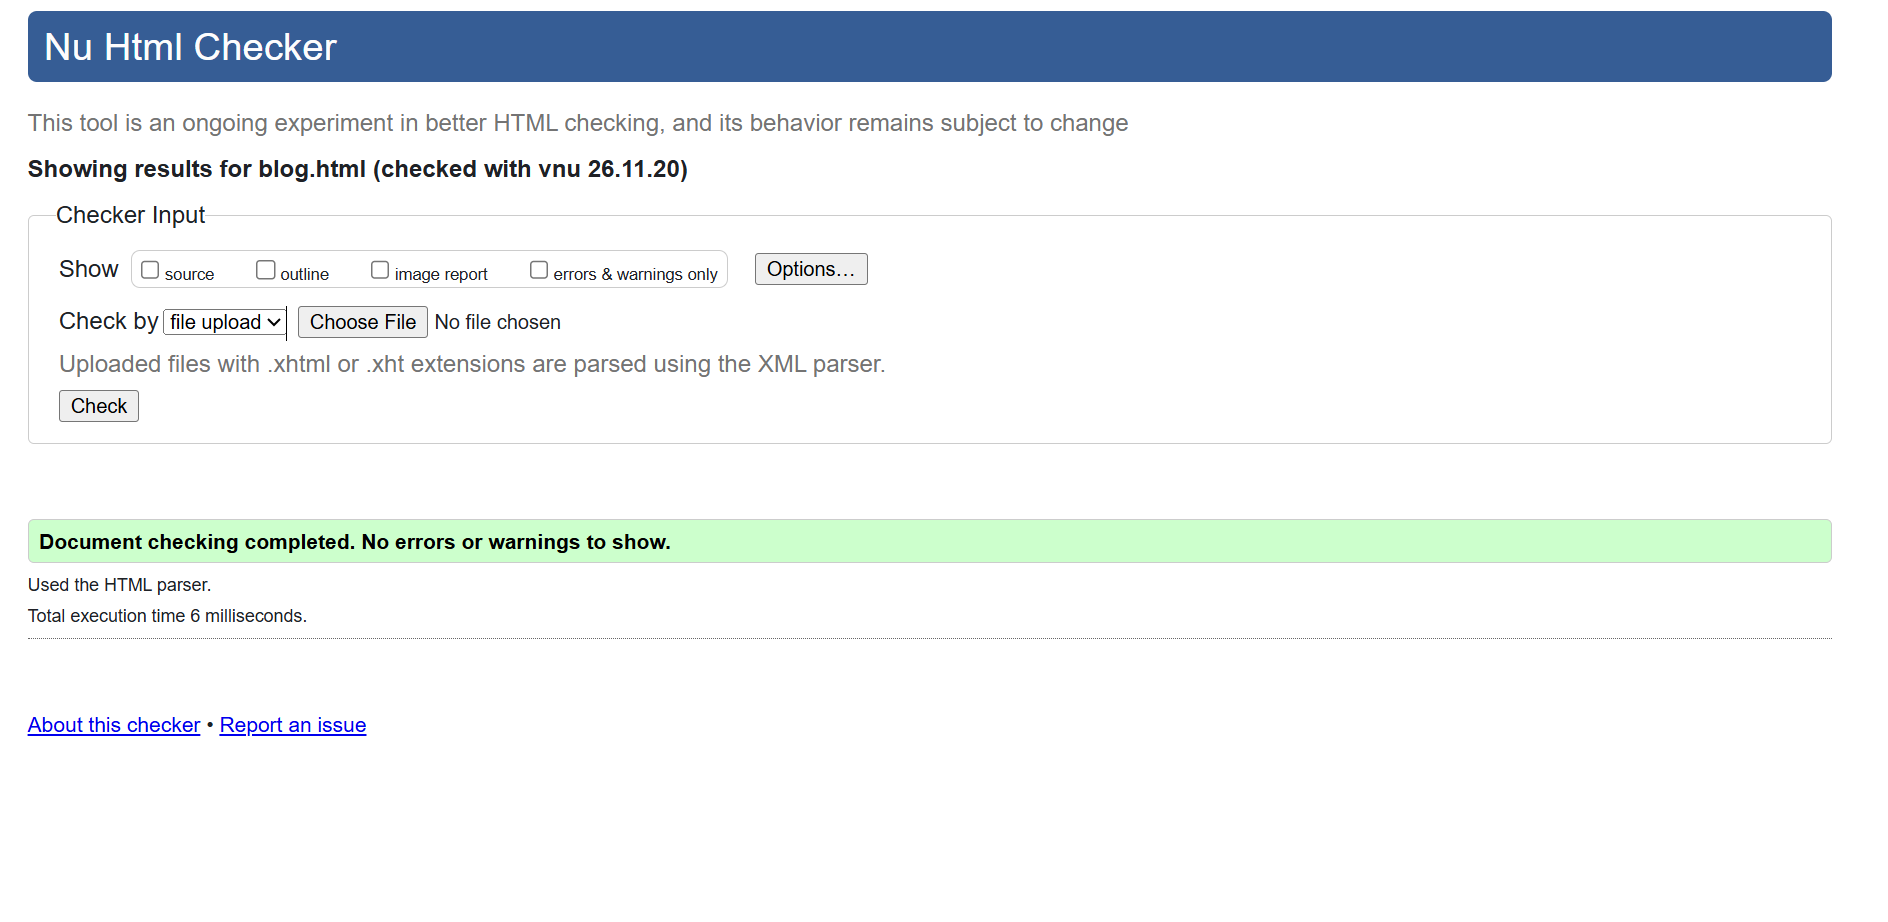 Nu Html Checker
This tool is an ongoing experiment in better HTML checking, and its behavior remains subject to change
Showing results for blog.html (checked with vnu 26.11.20)
Checker Input
Show source outline image report errors & warnings only Options…
Check by file upload Choose File No file chosen
Uploaded files with .xhtml or .xht extensions are parsed using the XML parser.
Check
Document checking completed. No errors or warnings to show.
Used the HTML parser.
Total execution time 6 milliseconds.
About this checker • Report an issue